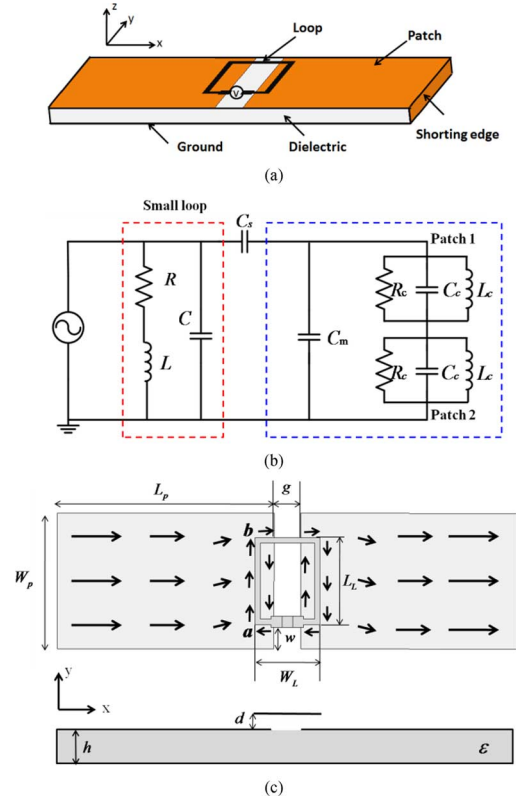 z
y
x
Loop
Patch
V
Ground
Dielectric
Shorting edge
(a)
Small loop
Cs
Patch 1
R
C
L
Cm
Rc
Cc
Lc
Rc
Cc
Lc
Patch 2
(b)
Lp
g
b
Wp
LL
a
w
WL
y
x
d
h
ε
(c)